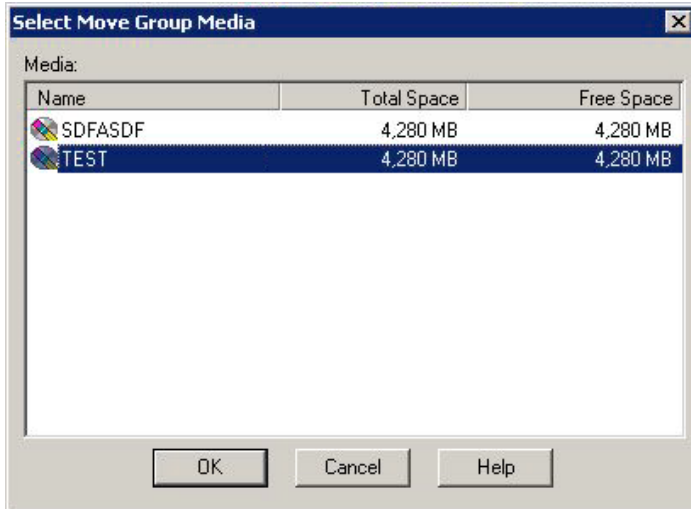 Select Move Group Media
Media:
Name Total Space Free Space
SDFASDF 4,280 MB 4,280 MB
TEST 4,280 MB 4,280 MB
OK Cancel Help